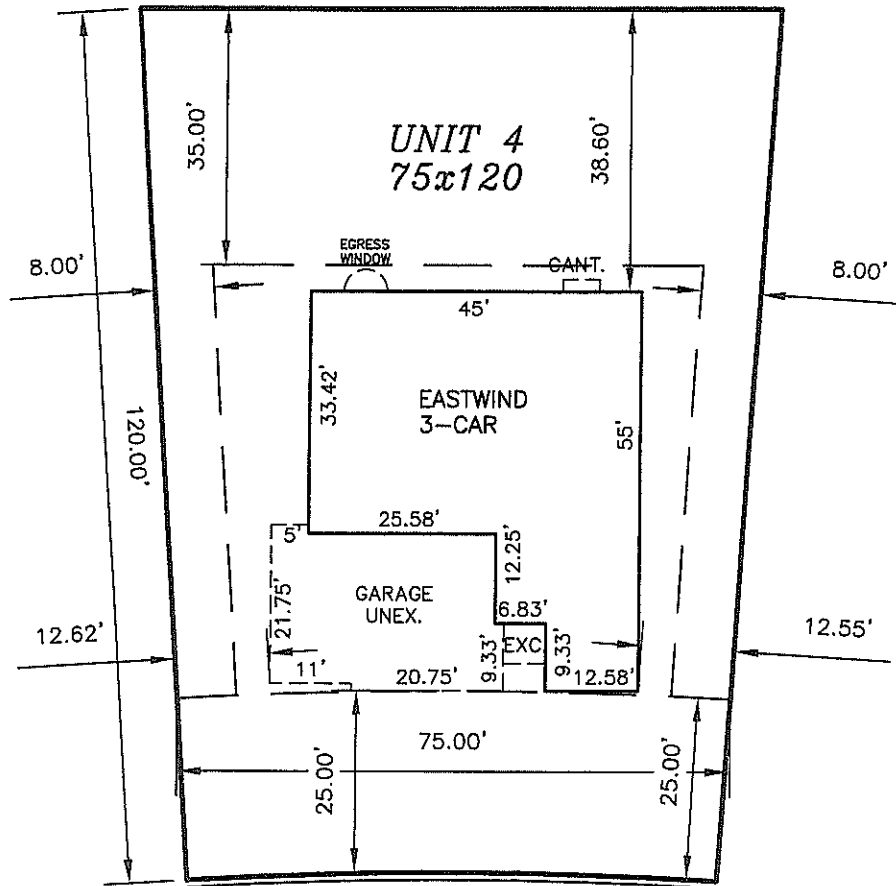 35.00'
UNIT 4
75x120
38.60'
EGRESS
WINDOW
CANT.
8.00'
8.00'
45'
33.42'
EASTWIND
3-CAR
55'
120.00'
25.58'
5'
12.25'
21.75'
GARAGE
UNEX.
6.83'
12.62'
12.55'
EXC.
9.33'
9.33'
11'
20.75'
12.58'
75.00'
25.00'
25.00'